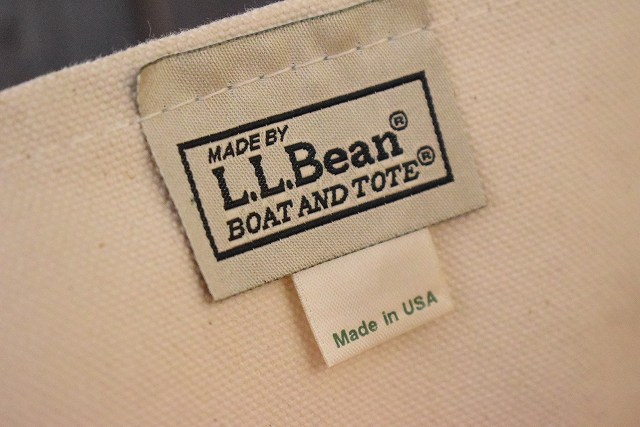 MADE BY
L.L.Bean®
BOAT AND TOTE®
Made in USA